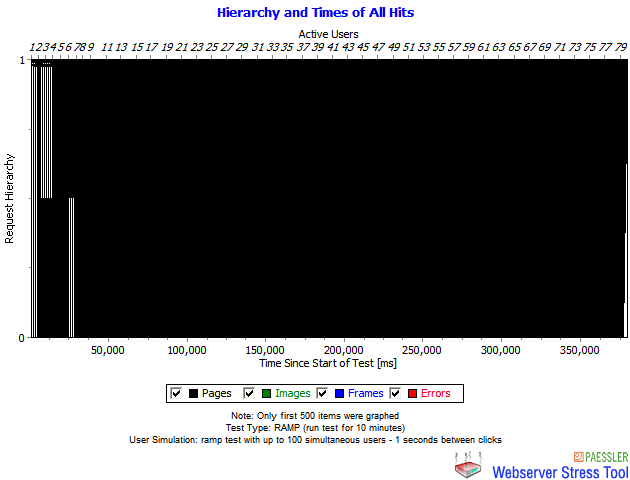 Hierarchy and Times of All Hits
Active Users
1 2 3 4 5 6 7 8 9 11 13 15 17 19 21 23 25 27 29 31 33 35 37 39 41 43 45 47 49 51 53 55 57 59 61 63 65 67 69 71 73 75 77 79
1
Request Hierarchy
0
50,000 100,000 150,000 200,000 250,000 300,000 350,000
Time Since Start of Test [ms]
Pages Images Frames Errors
Note: Only first 500 items were graphed
Test Type: RAMP (run test for 10 minutes)
User Simulation: ramp test with up to 100 simultaneous users - 1 seconds between clicks
PAESSLER
Webserver Stress Tool